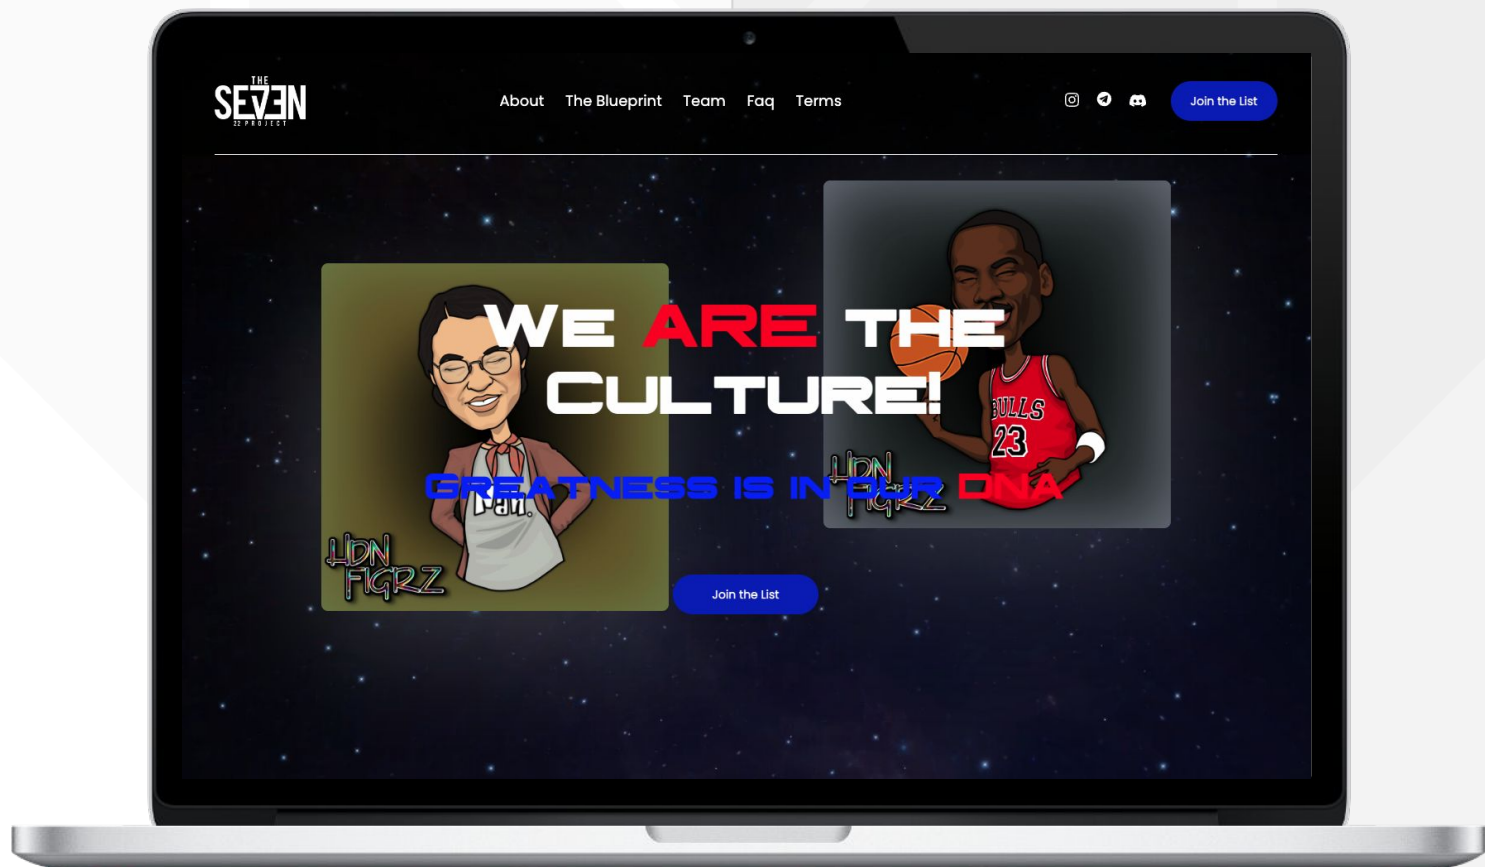 THE
SEVEN
22 PROJECT
About The Blueprint Team Faq Terms
Join the List
We ARE the
Culture!
BULLS
23
Greatness is in our DNA
Nah.
HDN
FIGRZ
HDN
FIGRZ
Join the List